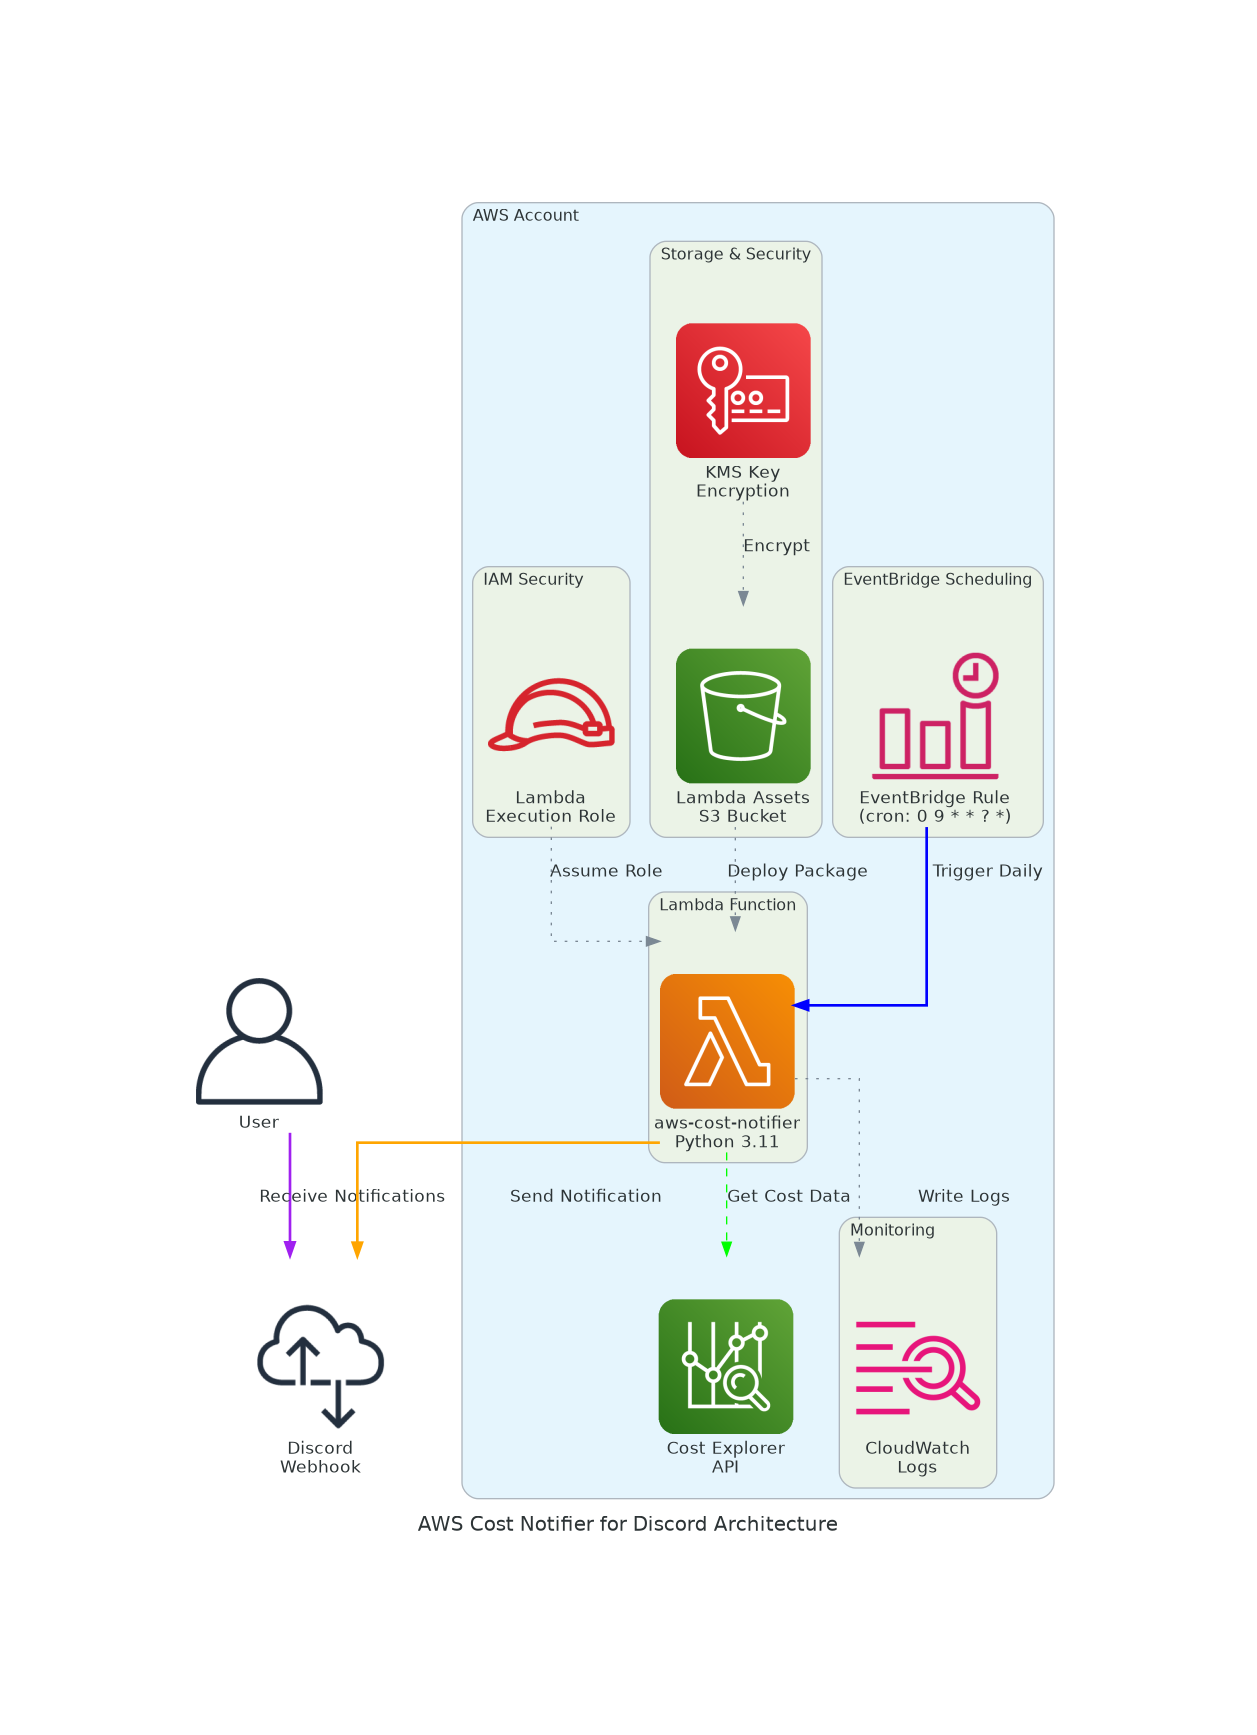 AWS Account
Storage & Security
KMS Key
Encryption
Encrypt
IAM Security
EventBridge Scheduling
Lambda
Execution Role
Lambda Assets
S3 Bucket
EventBridge Rule
(cron: 0 9 * * ? *)
Assume Role
Deploy Package
Trigger Daily
Lambda Function
User
aws-cost-notifier
Python 3.11
Receive Notifications
Send Notification
Get Cost Data
Write Logs
Monitoring
Discord
Webhook
Cost Explorer
API
CloudWatch
Logs
AWS Cost Notifier for Discord Architecture